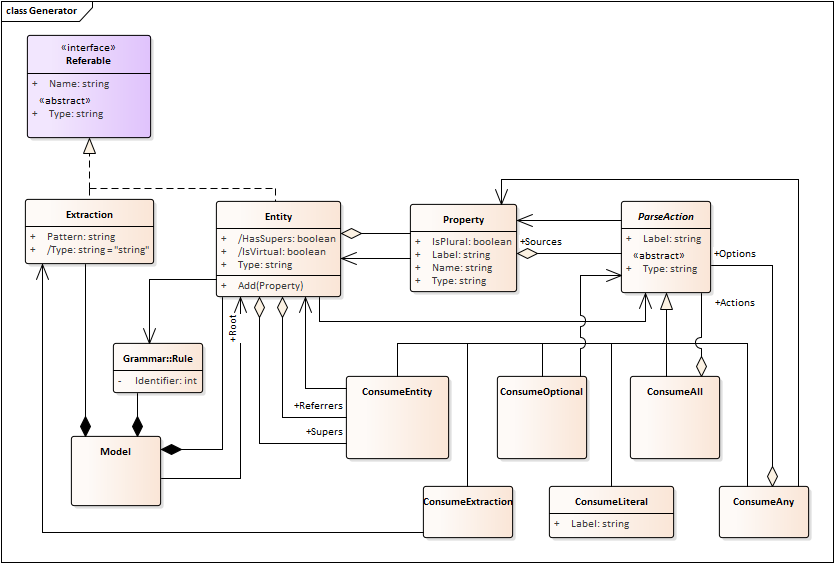 class Generator
«interface»
Referable
+ Name: string
«abstract»
+ Type: string
Extraction
+ Pattern: string
+ /Type: string = "string"
Entity
+ /HasSupers: boolean
+ /IsVirtual: boolean
+ Type: string
+ Add(Property)
Property
+ IsPlural: boolean
+ Label: string
+ Name: string
+ Type: string
+Sources
ParseAction
+ Label: string
«abstract»
+ Type: string
+Options
+Actions
+Root
Grammar::Rule
- Identifier: int
ConsumeEntity
ConsumeOptional
ConsumeAll
+Referrers
+Supers
Model
ConsumeExtraction
ConsumeLiteral
+ Label: string
ConsumeAny